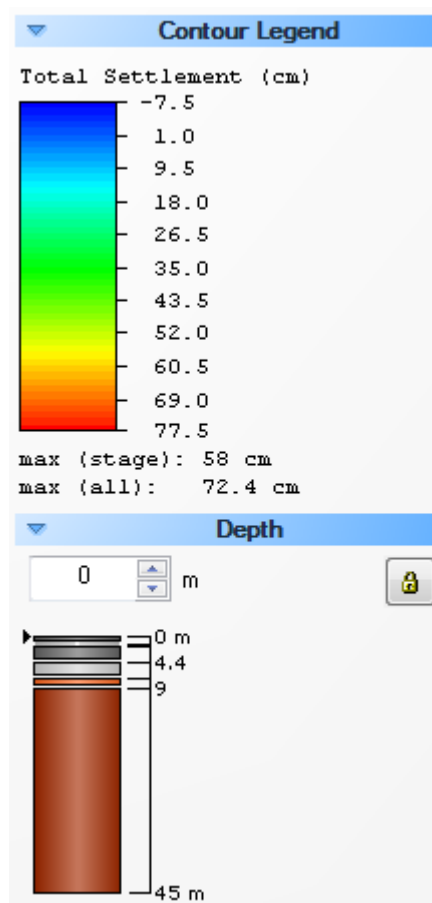 Contour Legend
Total Settlement (cm)
-7.5
1.0
9.5
18.0
26.5
35.0
43.5
52.0
60.5
69.0
77.5
max (stage): 58 cm
max (all): 72.4 cm
Depth
0 m
0 m
4.4
9
45 m